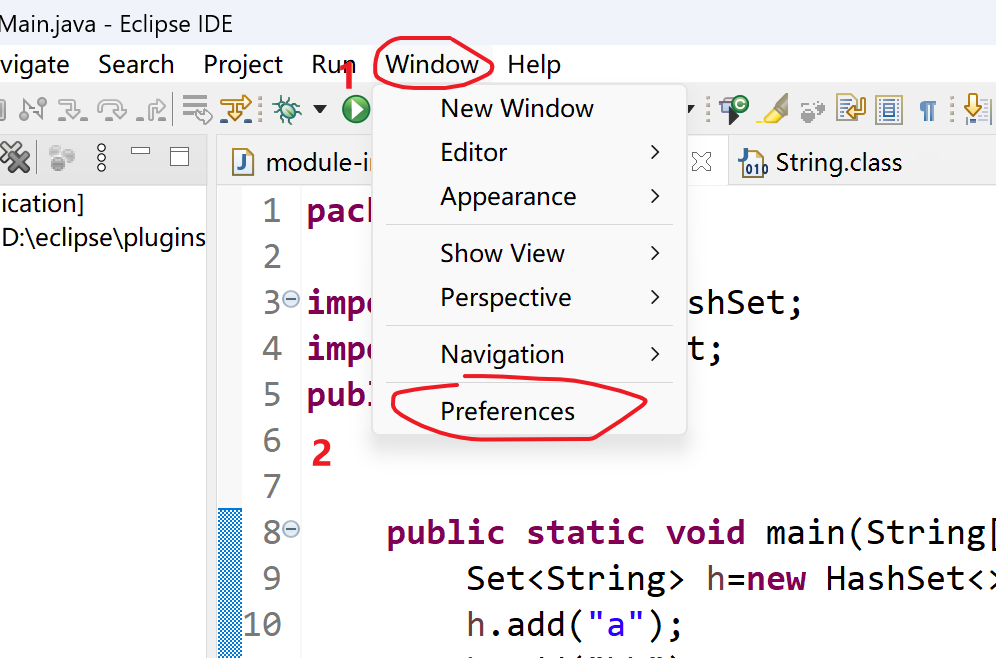 Main.java - Eclipse IDE
vigate Search Project Run Window Help
1
New Window
Editor
Appearance
Show View
Perspective
Navigation
Preferences
2
ication]
D:\eclipse\plugins
module-i
String.class
1 pack
2
3 impo shHSet;
4 impo t;
5 publ
6
7
8 public static void main(String[
9 Set<String> h=new HashSet<>
10 h.add("a");